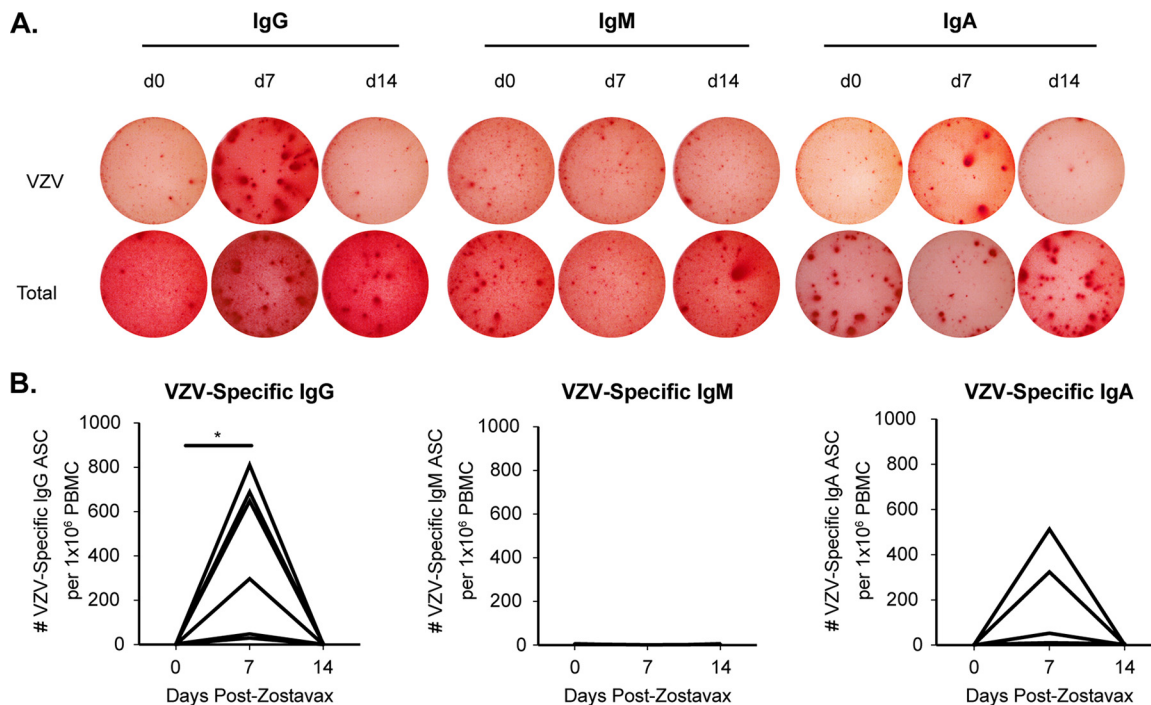 A.
IgG IgM IgA
d0 d7 d14 d0 d7 d14 d0 d7 d14
VZV
Total
B.
VZV-Specific IgG
# VZV-Specific IgG ASC
per 1x10⁶ PBMC
1000
800
600
400
200
0
*
0 7 14
Days Post-Zostavax
VZV-Specific IgM
# VZV-Specific IgM ASC
per 1x10⁶ PBMC
1000
800
600
400
200
0
0 7 14
Days Post-Zostavax
VZV-Specific IgA
# VZV-Specific IgA ASC
per 1x10⁶ PBMC
1000
800
600
400
200
0
0 7 14
Days Post-Zostavax